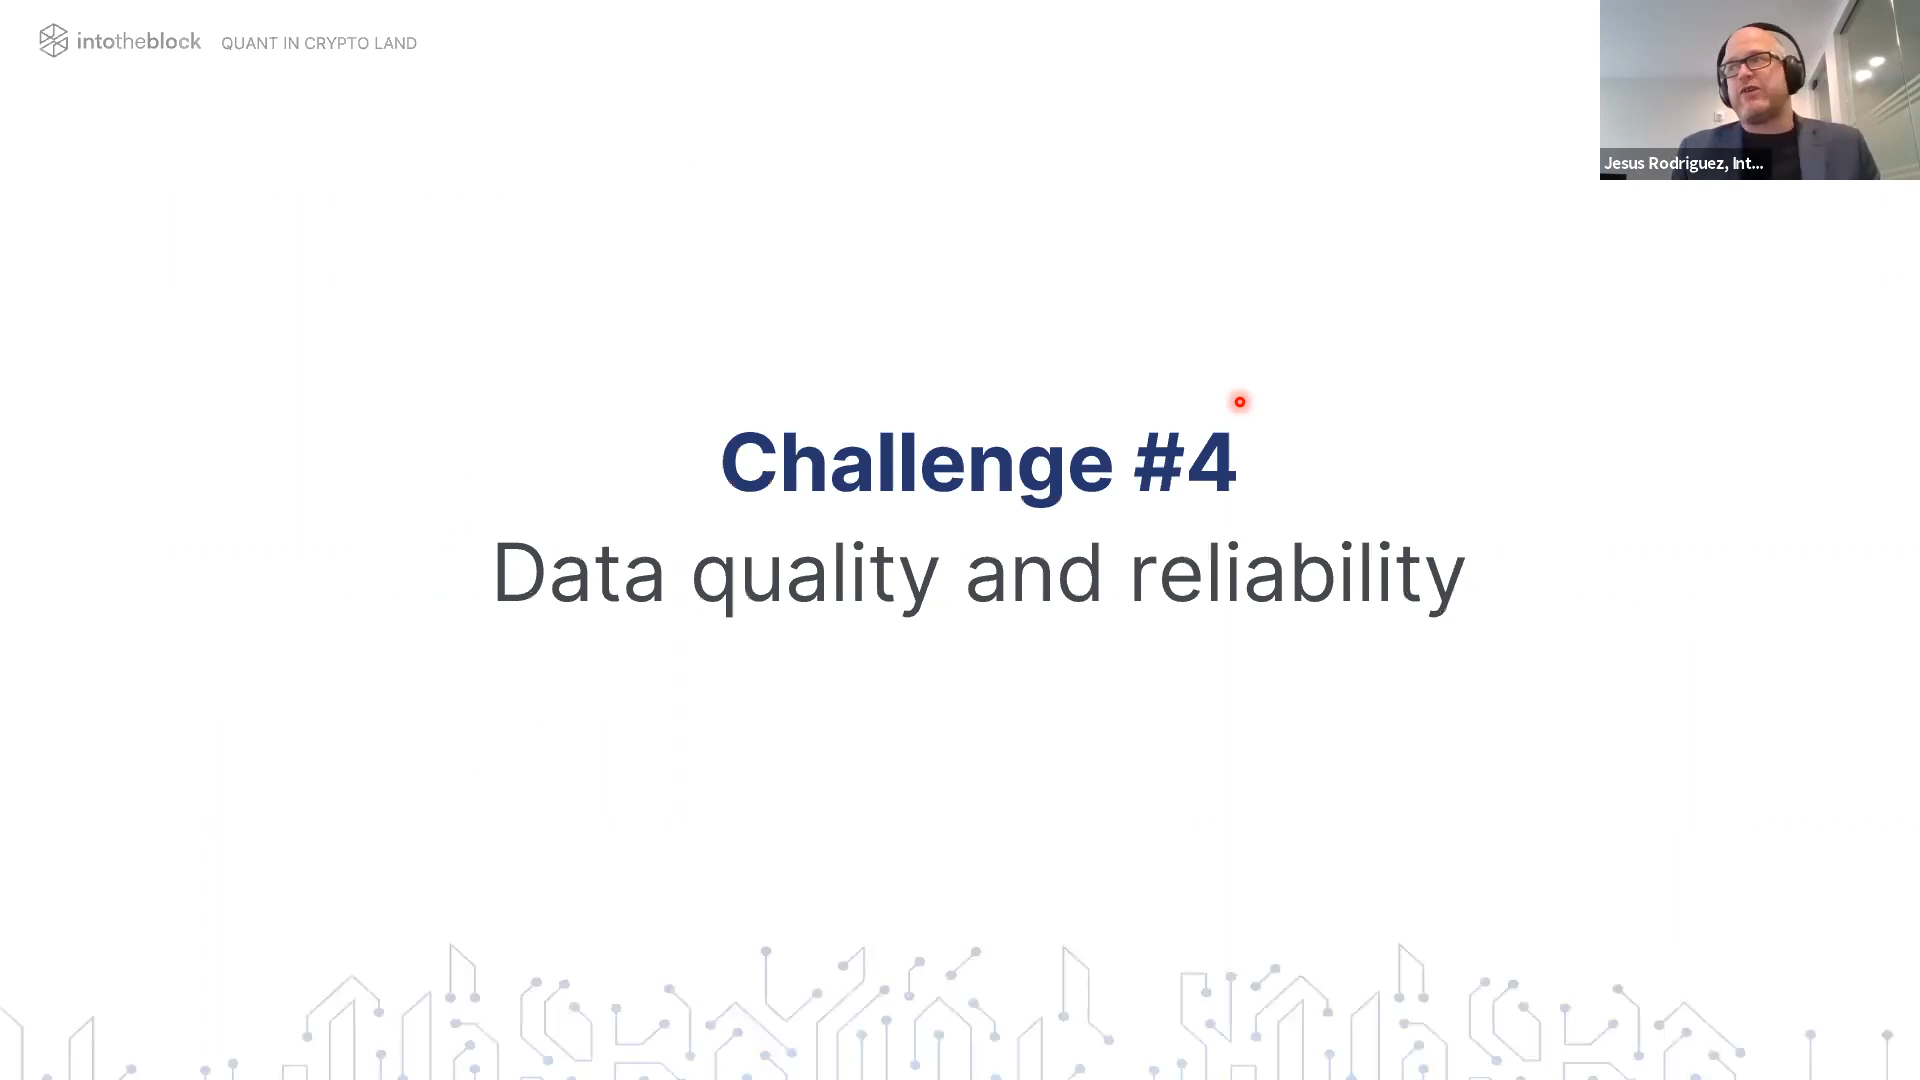 intotheblock QUANT IN CRYPTO LAND
Jesus Rodriguez, Int...
Challenge #4
Data quality and reliability